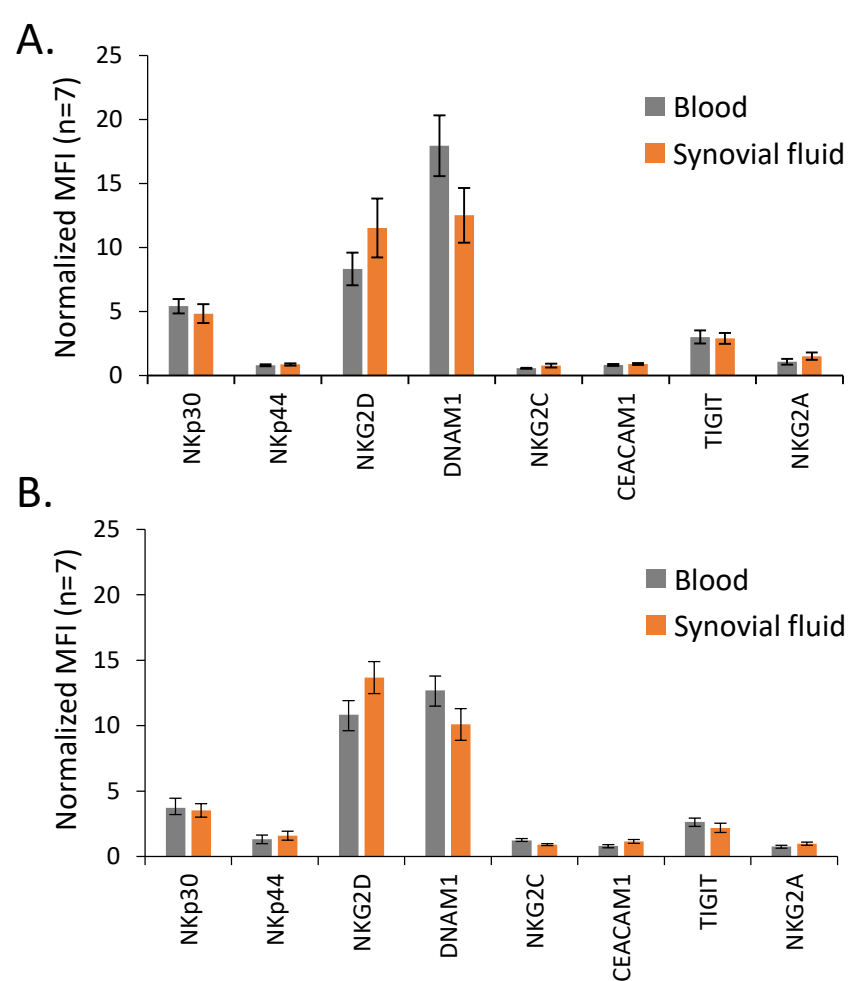 A.
Normalized MFI (n=7)
25
20
15
10
5
0
Blood
Synovial fluid
NKp30
NKp44
NKG2D
DNAM1
NKG2C
CEACAM1
TIGIT
NKG2A
B.
Normalized MFI (n=7)
25
20
15
10
5
0
Blood
Synovial fluid
NKp30
NKp44
NKG2D
DNAM1
NKG2C
CEACAM1
TIGIT
NKG2A